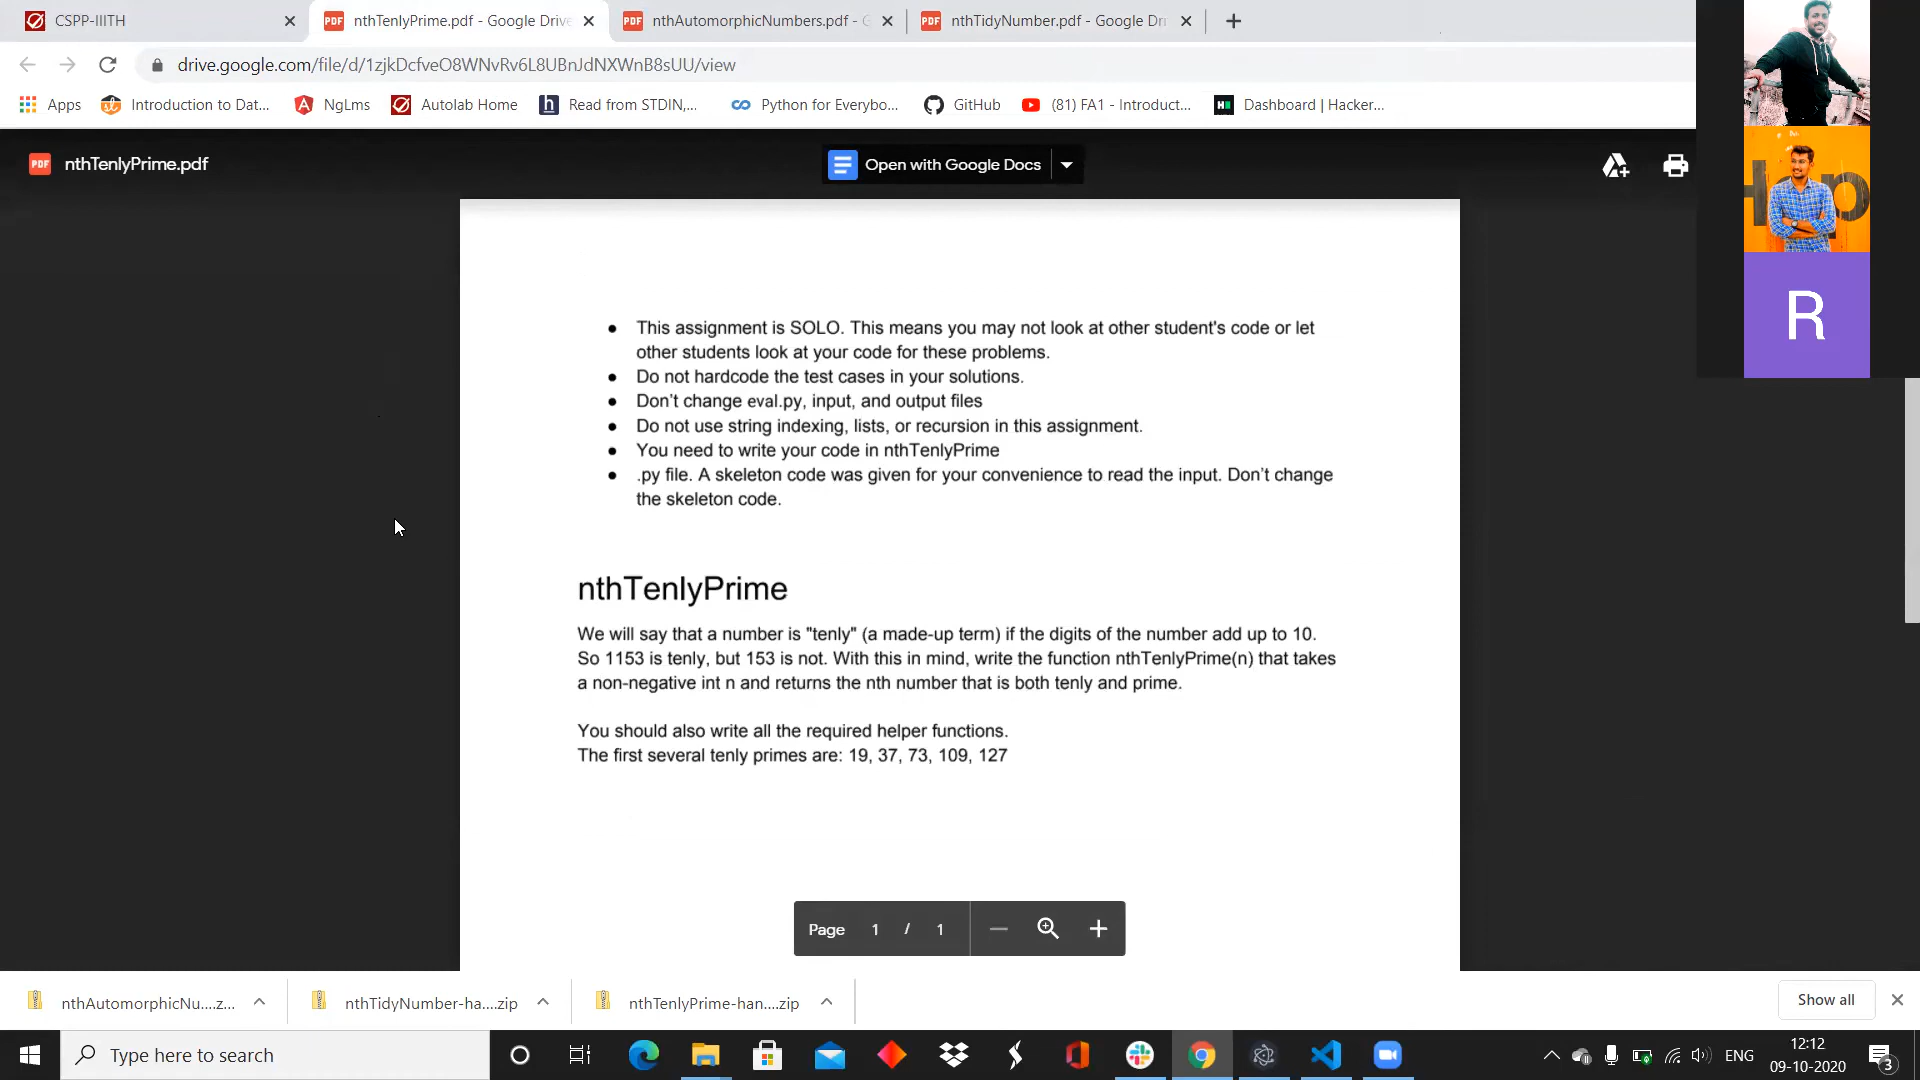 CSPP-IIITH
nthTenlyPrime.pdf - Google Drive
nthAutomorphicNumbers.pdf - G
nthTidyNumber.pdf - Google Dri
drive.google.com/file/d/1zjkDcfveO8WNvRv6L8UBnJdNXWnB8sUU/view
Apps
Introduction to Dat...
NgLms
Autolab Home
Read from STDIN,...
Python for Everybo...
GitHub
(81) FA1 - Introduct...
Dashboard | Hacker...
PDF nthTenlyPrime.pdf
Open with Google Docs
R
● This assignment is SOLO. This means you may not look at other student's code or let
other students look at your code for these problems.
● Do not hardcode the test cases in your solutions.
● Don't change eval.py, input, and output files
● Do not use string indexing, lists, or recursion in this assignment.
● You need to write your code in nthTenlyPrime
● .py file. A skeleton code was given for your convenience to read the input. Don't change
the skeleton code.
nthTenlyPrime
We will say that a number is "tenly" (a made-up term) if the digits of the number add up to 10.
So 1153 is tenly, but 153 is not. With this in mind, write the function nthTenlyPrime(n) that takes
a non-negative int n and returns the nth number that is both tenly and prime.
You should also write all the required helper functions.
The first several tenly primes are: 19, 37, 73, 109, 127
Page 1 / 1
nthAutomorphicNu....z...
nthTidyNumber-ha....zip
nthTenlyPrime-han....zip
Show all
Type here to search
ENG
12:12
09-10-2020
3